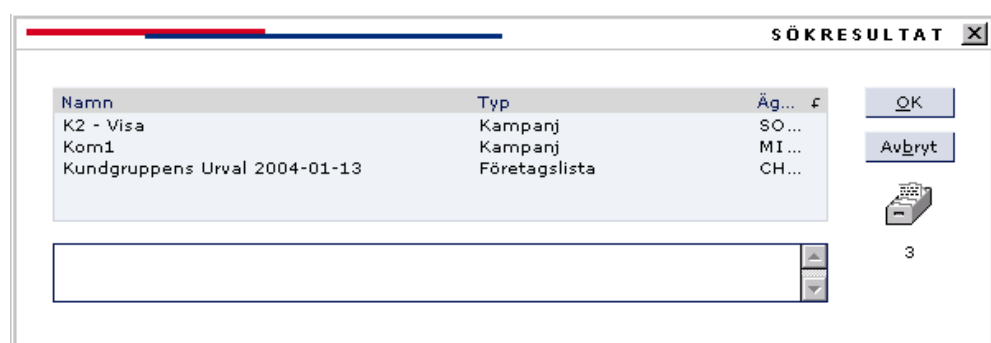 SÖKRESULTAT
Namn Typ Äg...
K2 - Visa Kampanj SO...
Kom1 Kampanj MI...
Kundgruppens Urval 2004-01-13 Företagslista CH...
OK
Avbryt
3